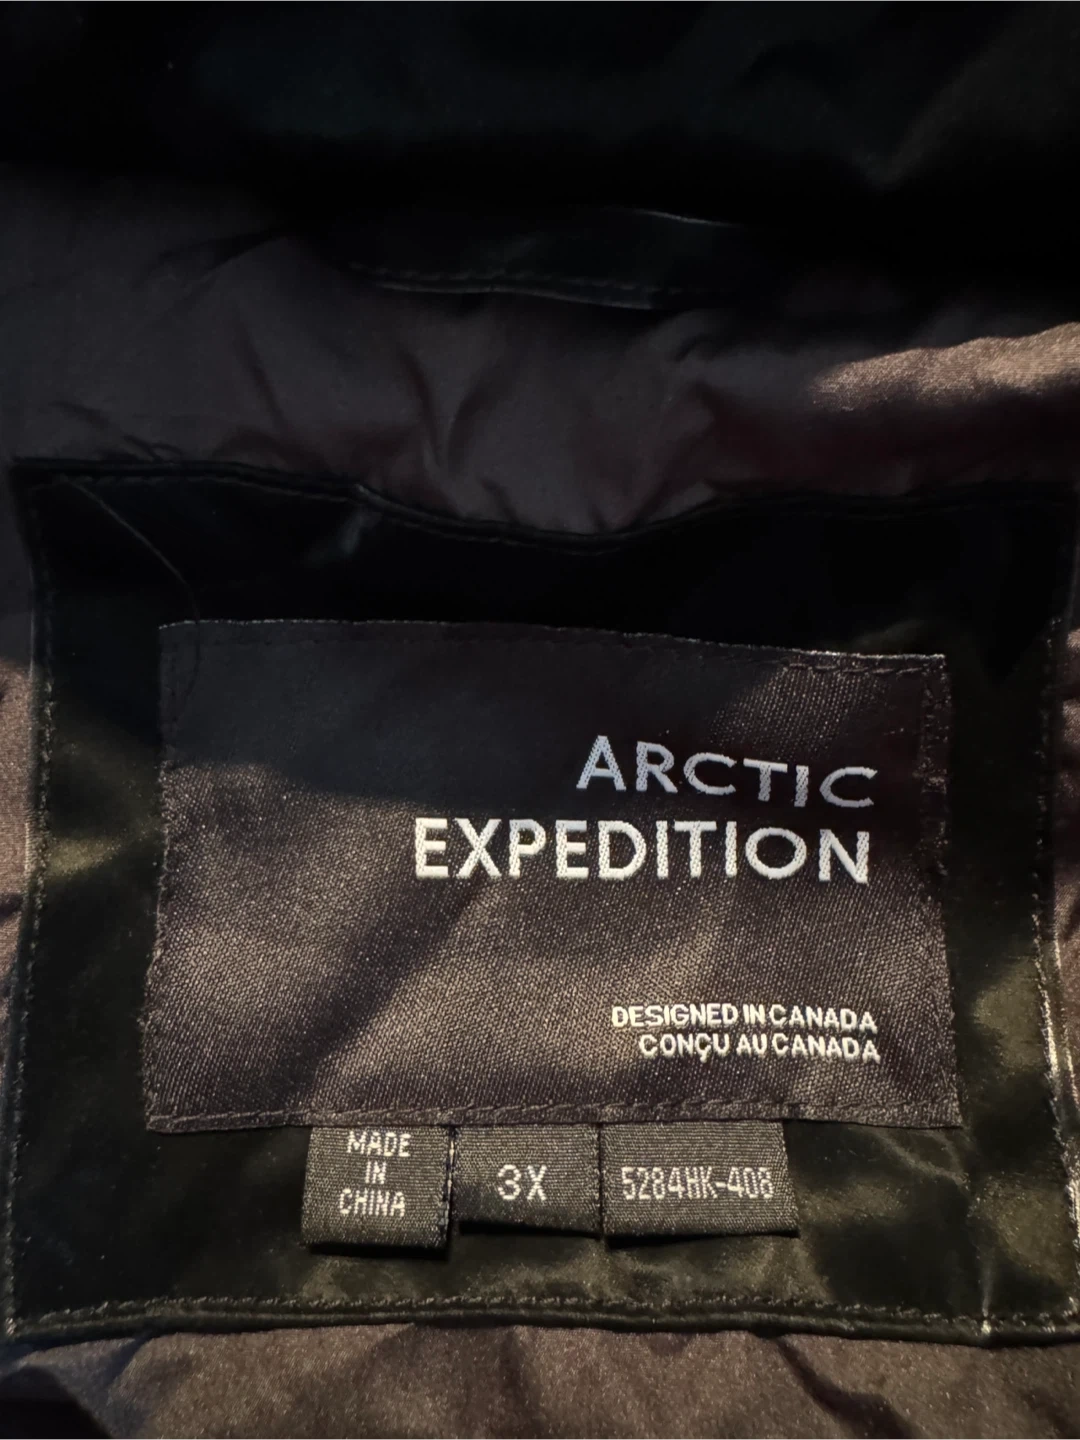 ARCTIC
EXPEDITION
DESIGNED IN CANADA
CONÇU AU CANADA
MADE
IN
CHINA
3X
5284HK-408